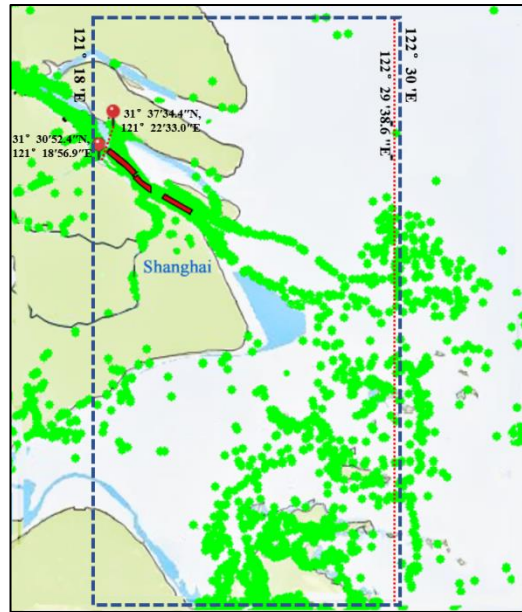 121° 18 'E
122° 30 'E
122° 29 '38.6 "E
31° 37'34.4"N,
121° 22'33.0"E
31° 30'52.4"N,
121° 18'56.9"E
Shanghai